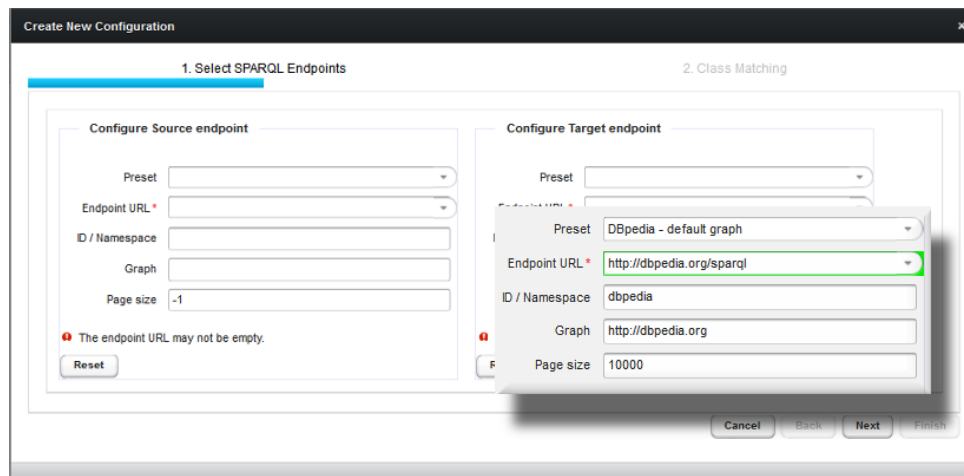 Create New Configuration ×
1. Select SPARQL Endpoints
2. Class Matching
Configure Source endpoint
Preset
Endpoint URL*
ID / Namespace
Graph
Page size -1
The endpoint URL may not be empty.
Reset
Configure Target endpoint
Preset
Preset DBpedia - default graph
Endpoint URL* http://dbpedia.org/sparql
ID / Namespace dbpedia
Graph http://dbpedia.org
Page size 10000
Cancel Back Next Finish